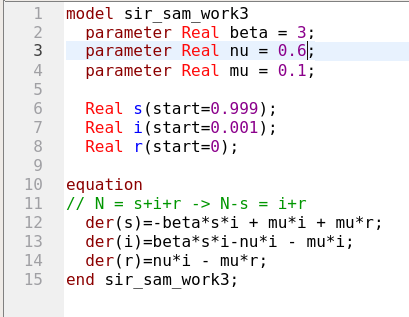 1 model sir_sam_work3
2 parameter Real beta = 3;
3 parameter Real nu = 0.6;
4 parameter Real mu = 0.1;
5
6 Real s(start=0.999);
7 Real i(start=0.001);
8 Real r(start=0);
9
10 equation
11 // N = s+i+r -> N-s = i+r
12 der(s)=-beta*s*i + mu*i + mu*r;
13 der(i)=beta*s*i-nu*i - mu*i;
14 der(r)=nu*i - mu*r;
15 end sir_sam_work3;